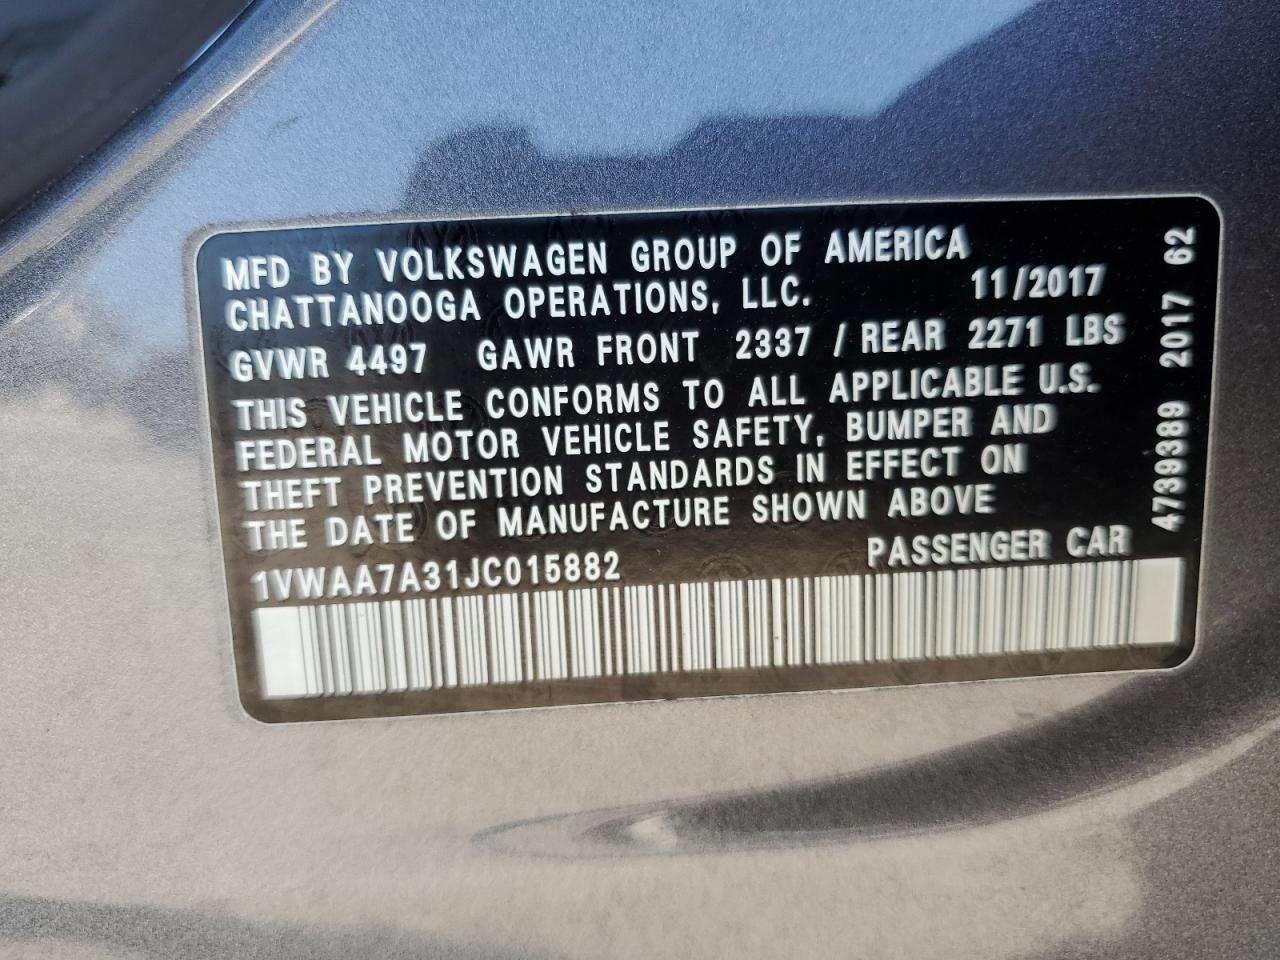 MFD BY VOLKSWAGEN GROUP OF AMERICA
CHATTANOOGA OPERATIONS, LLC. 11/2017
GVWR 4497 GAWR FRONT 2337 / REAR 2271 LBS
THIS VEHICLE CONFORMS TO ALL APPLICABLE U.S.
FEDERAL MOTOR VEHICLE SAFETY, BUMPER AND
THEFT PREVENTION STANDARDS IN EFFECT ON
THE DATE OF MANUFACTURE SHOWN ABOVE
1VWAA7A31JC015882 PASSENGER CAR
4739389 2017 62